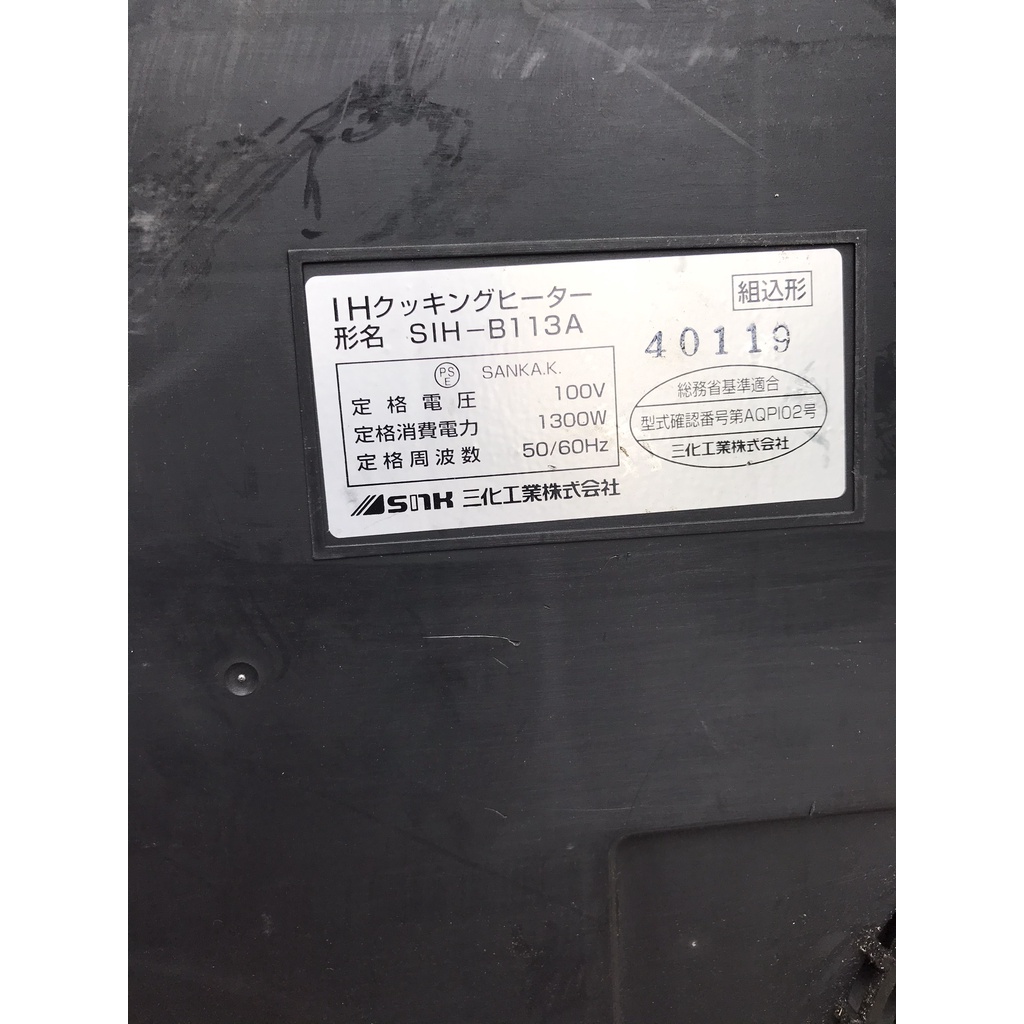 IHクッキングヒーター
組込形
形名 SIH-B113A
40119
PSE SANKA.K.
定格電圧 100V
定格消費電力 1300W
定格周波数 50/60Hz
総務省基準適合
型式確認番号第AQPI02号
三化工業株式会社
SNK 三化工業株式会社